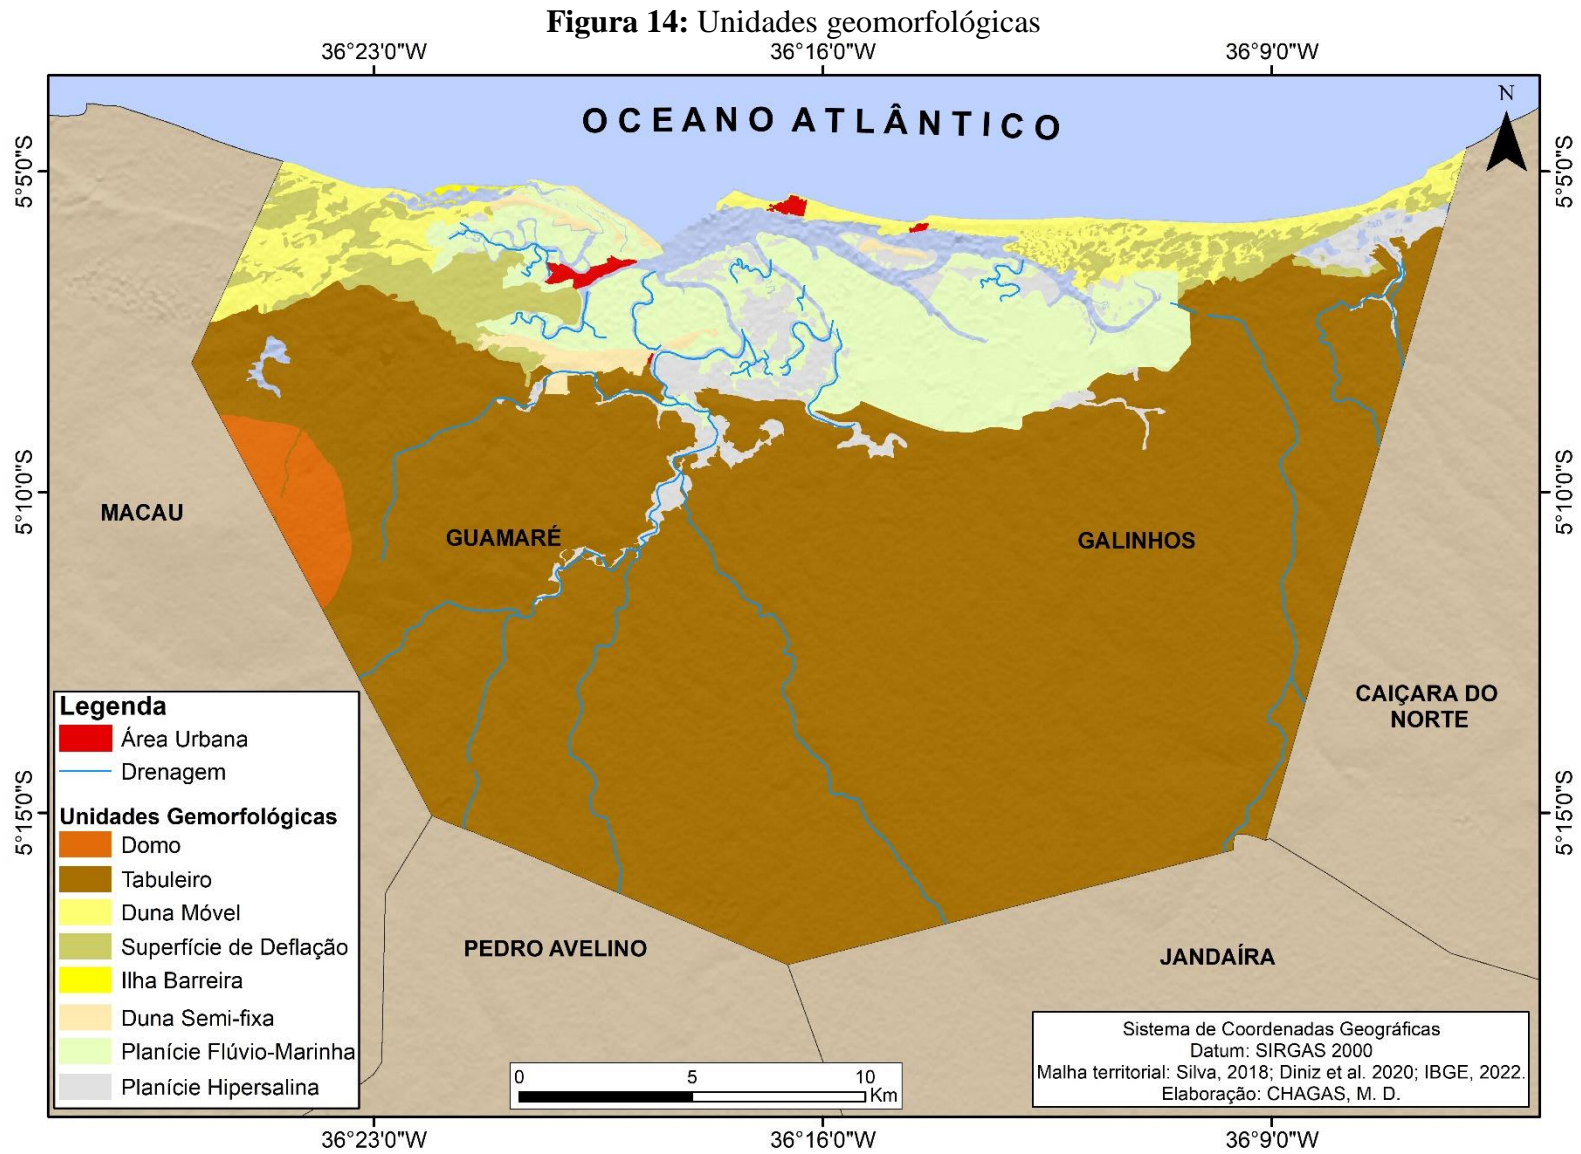 Figura 14: Unidades geomorfológicas
36°23'0"W
36°16'0"W
36°9'0"W
N
OCEANO ATLÂNTICO
5°5'0"S
5°5'0"S
5°10'0"S
5°10'0"S
MACAU
GUAMARÉ
GALINHOS
CAIÇARA DO
NORTE
5°15'0"S
5°15'0"S
PEDRO AVELINO
JANDAÍRA
Legenda
Área Urbana
Drenagem
Unidades Gemorfológicas
Domo
Tabuleiro
Duna Móvel
Superfície de Deflação
Ilha Barreira
Duna Semi-fixa
Planície Flúvio-Marinha
Planície Hipersalina
0 5 10
Km
Sistema de Coordenadas Geográficas
Datum: SIRGAS 2000
Malha territorial: Silva, 2018; Diniz et al. 2020; IBGE, 2022.
Elaboração: CHAGAS, M. D.
36°23'0"W
36°16'0"W
36°9'0"W